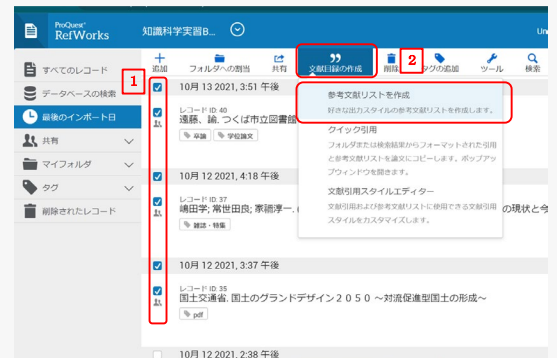 ProQuest®
RefWorks
知識科学実習B...
Un
すべてのレコード
データベースの検索
最後のインポート日
共有
マイフォルダ
タグ
削除されたレコード
1
追加
フォルダへの割当
共有
文献目録の作成
削除
2
タグの追加
ツール
検索
10月 13 2021, 3:51 午後
レコード ID: 40
遠藤、諭. つくば市立図書館
卒論
学位論文
10月 12 2021, 4:18 午後
レコード ID: 37
嶋田学; 常世田良; 家禰淳一.
の現状と今
雑誌・特集
10月 12 2021, 3:37 午後
レコード ID: 35
国土交通省. 国土のグランドデザイン２０５０ ～対流促進型国土の形成～
pdf
10月 12 2021, 2:38 午後
参考文献リストを作成
好きな出力スタイルの参考文献リストを作成します。
クイック引用
フォルダまたは検索結果からフォーマットされた引用
と参考文献リストを論文にコピーします。ポップアッ
プウィンドウを開きます。
文献引用スタイルエディター
文献引用および参考文献リストに使用できる文献引用
スタイルをカスタマイズします。